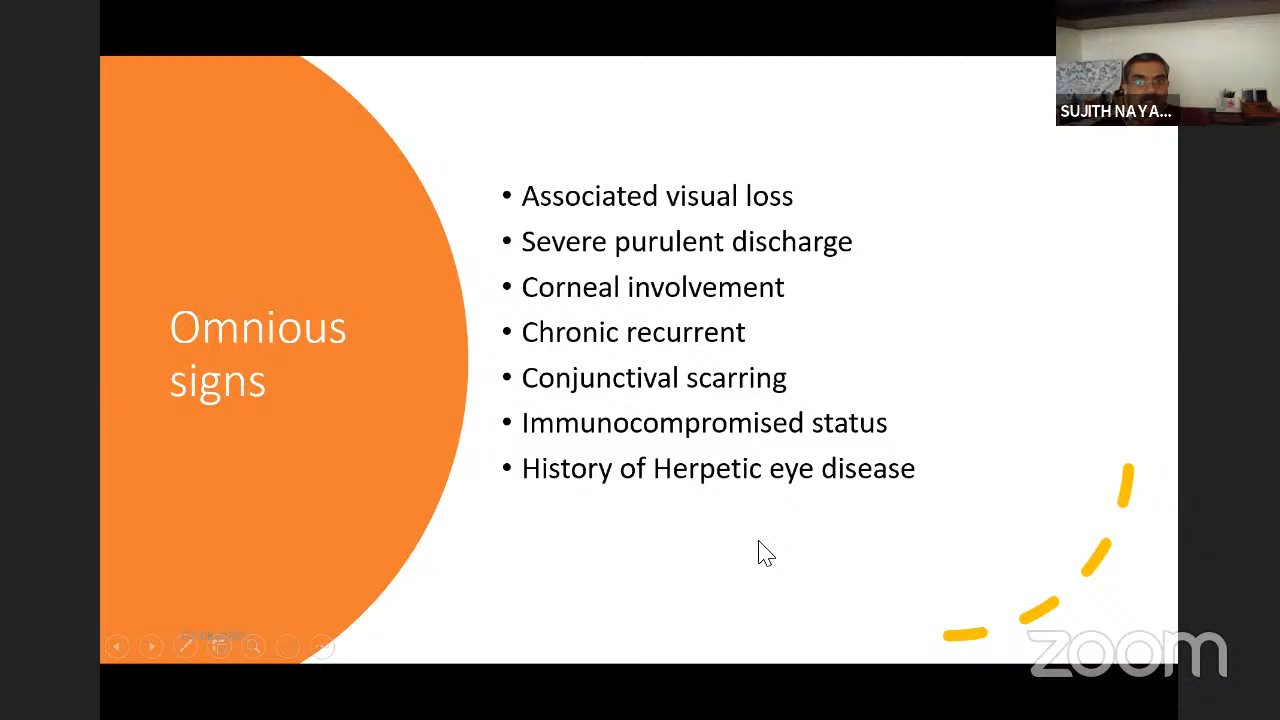 SUJITH NAYA...
Omnious
signs
• Associated visual loss
• Severe purulent discharge
• Corneal involvement
• Chronic recurrent
• Conjunctival scarring
• Immunocompromised status
• History of Herpetic eye disease
zoom